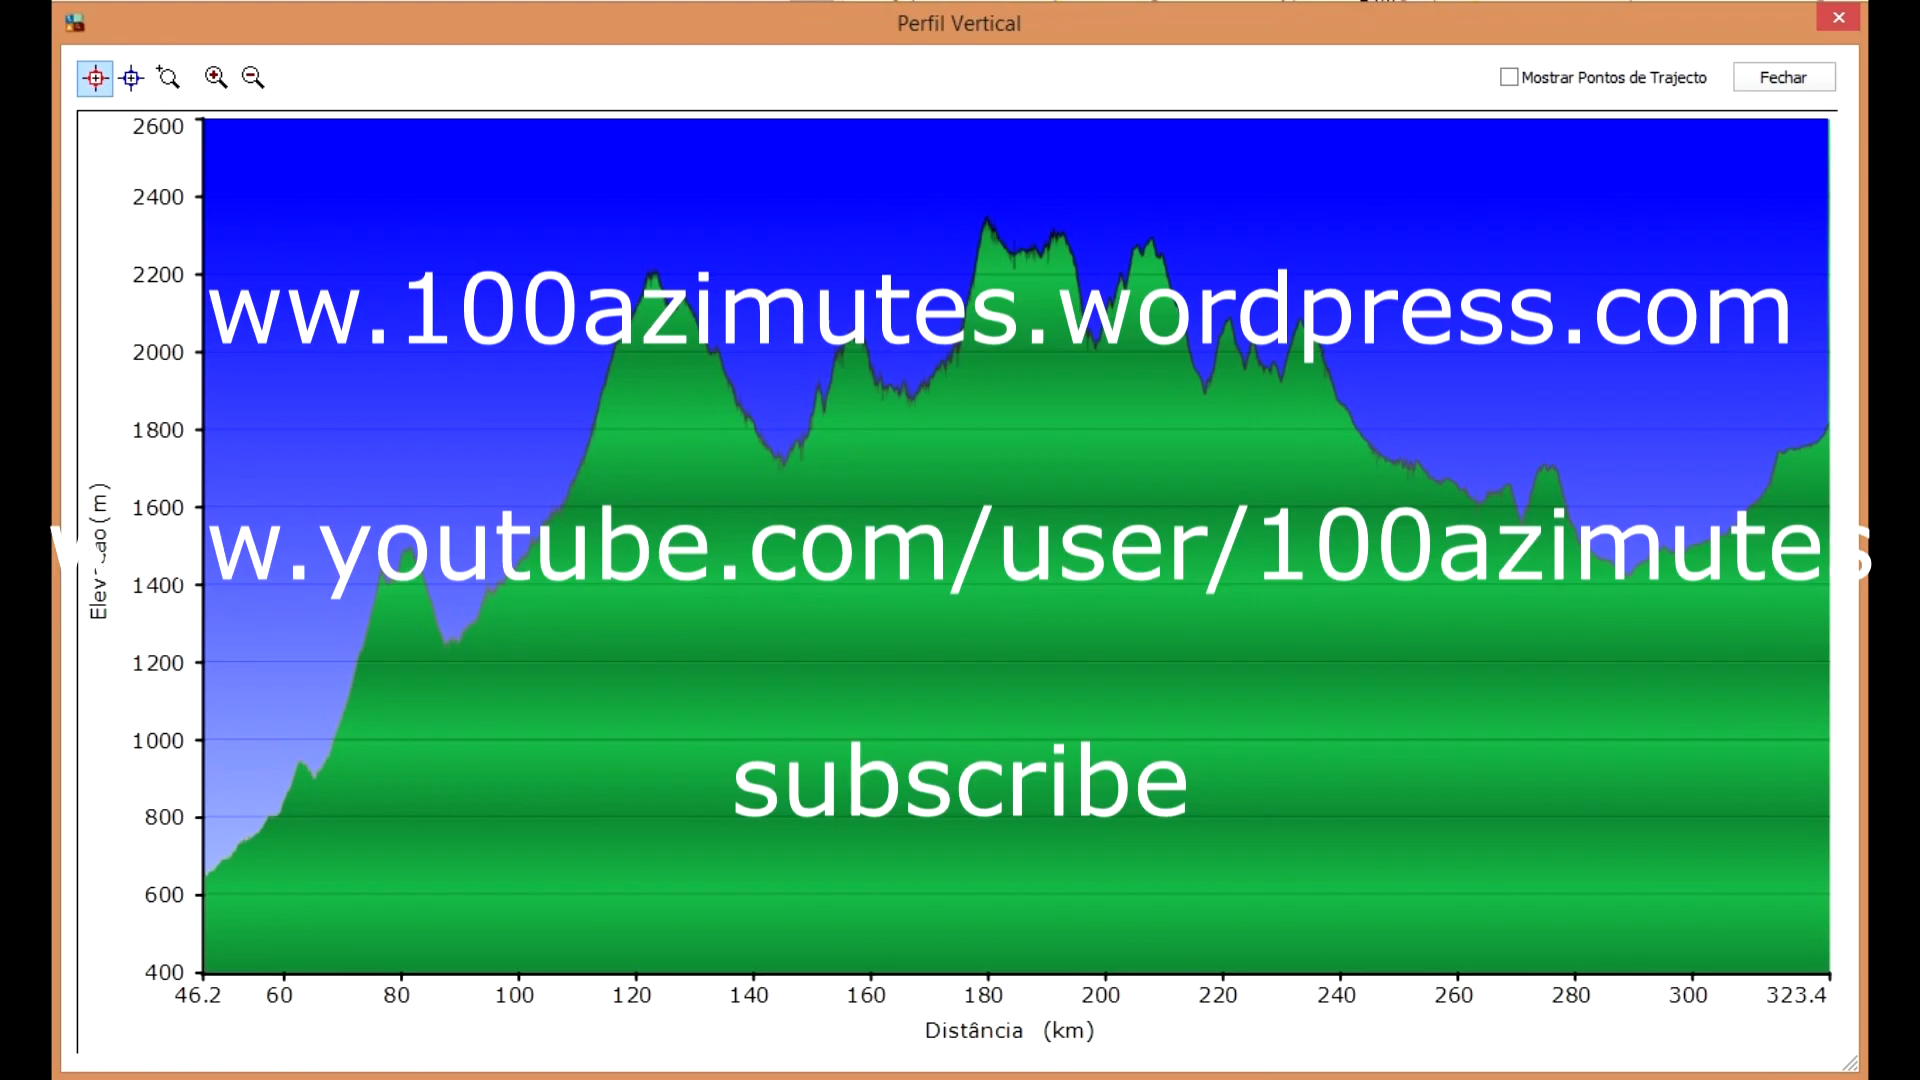 Perfil Vertical
Mostrar Pontos de Trajecto
Fechar
2600
2400
2200
2000
1800
1600
1400
1200
1000
800
600
400
ww.100azimutes.wordpress.com
w.youtube.com/user/100azimutes
subscribe
46.2 60 80 100 120 140 160 180 200 220 240 260 280 300 323.4
Distância (km)